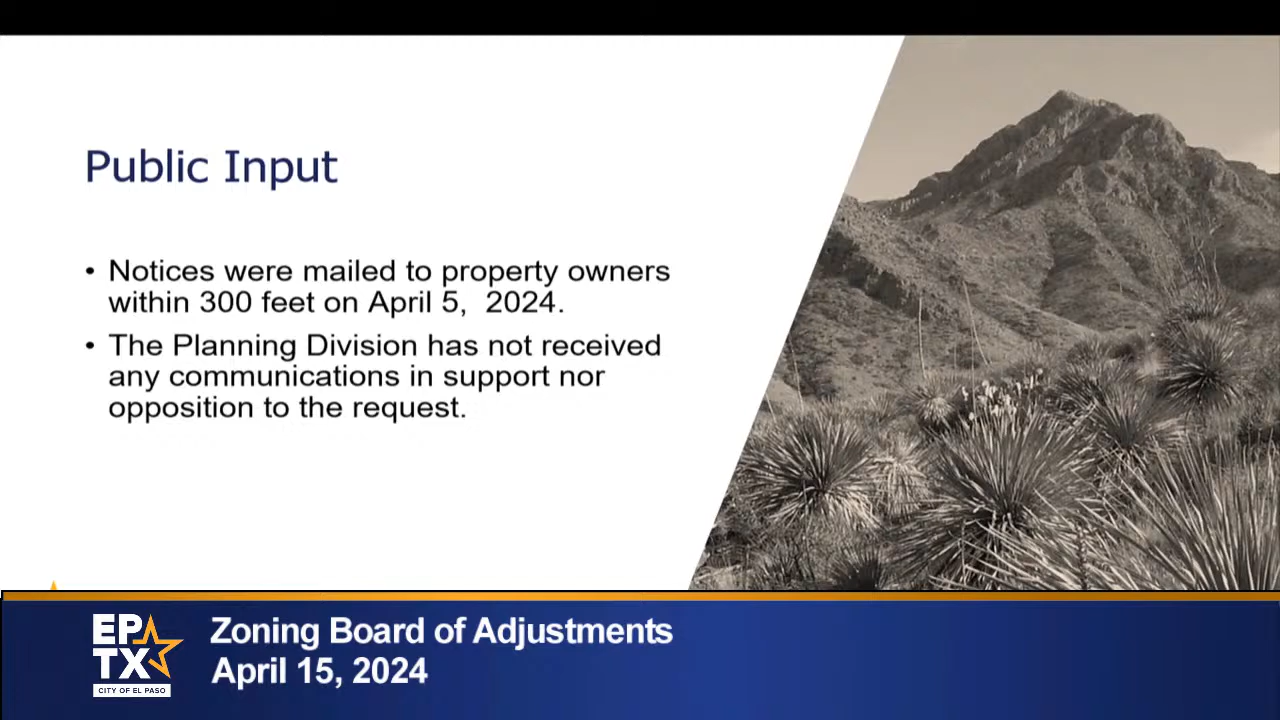 Public Input
• Notices were mailed to property owners
within 300 feet on April 5,  2024.
• The Planning Division has not received
any communications in support nor
opposition to the request.
EP
TX
CITY OF EL PASO
Zoning Board of Adjustments
April 15, 2024